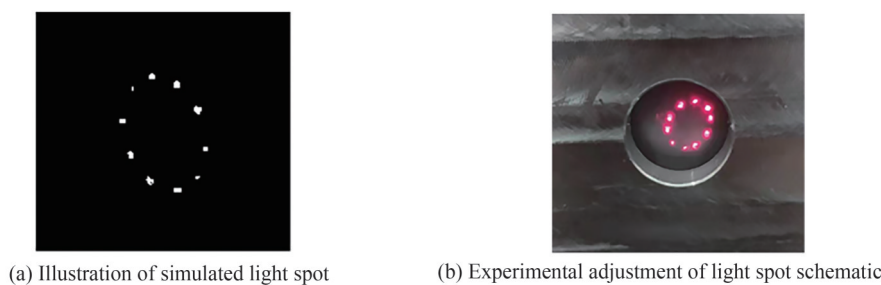 (a) Illustration of simulated light spot
(b) Experimental adjustment of light spot schematic